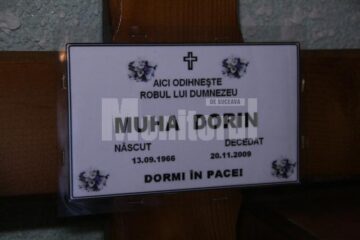 AICI ODIHNEȘTE
ROBUL LUI DUMNEZEU
DE SUCEAVA
Monitorul
MUHA DORIN
NĂSCUT DECEDAT
13.09.1966 20.11.2009
DORMI ÎN PACE!